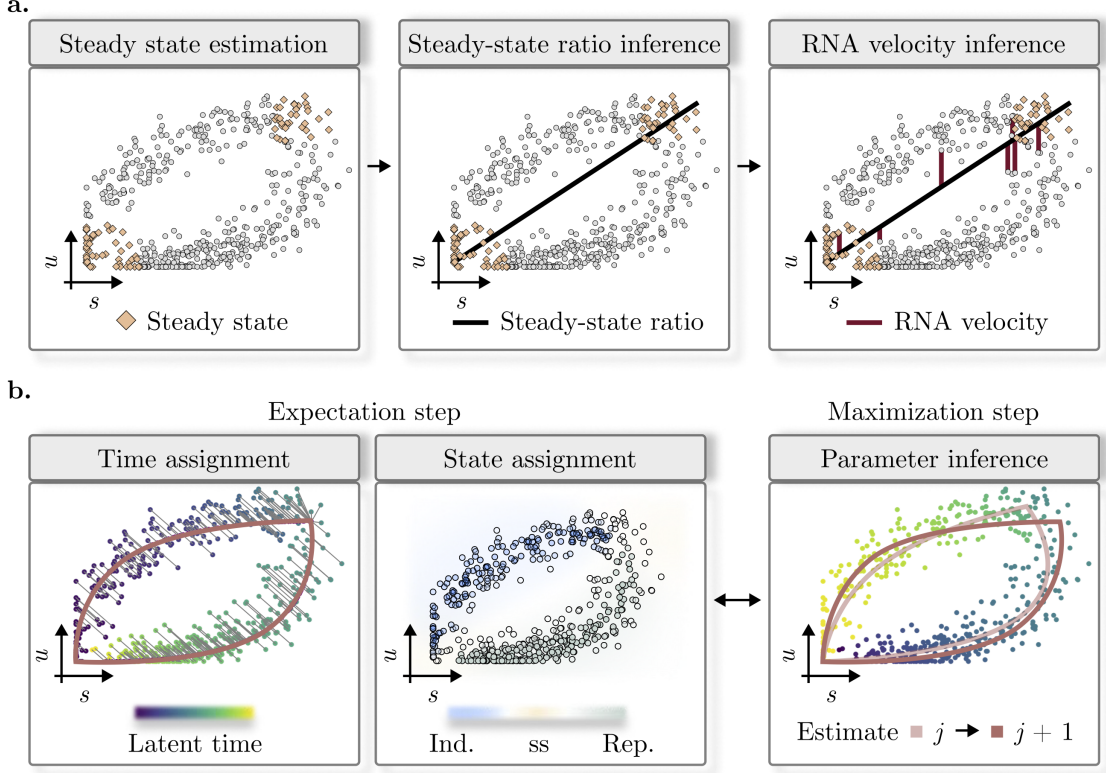 a.
Steady state estimation
Steady-state ratio inference
RNA velocity inference
u
s
Steady state
u
s
Steady-state ratio
u
s
RNA velocity
b.
Expectation step
Maximization step
Time assignment
State assignment
Parameter inference
u
s
Latent time
u
s
Ind. ss Rep.
u
s
Estimate j j + 1